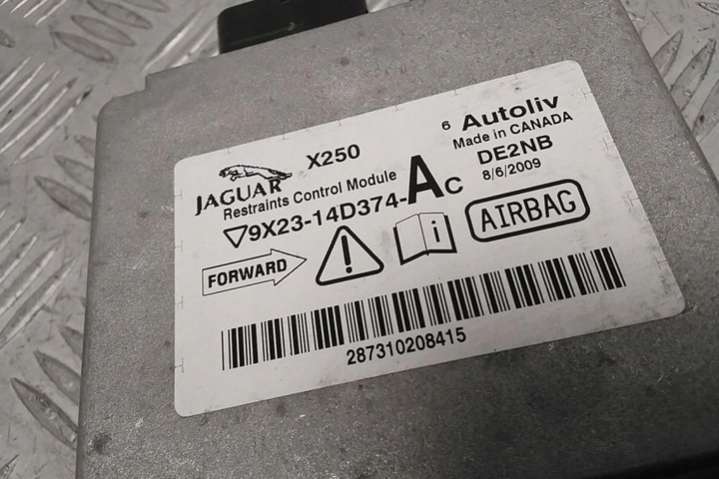 JAGUAR
X250
6 Autoliv
Made in CANADA
DE2NB
8/6/2009
Restraints Control Module
9X23-14D374-AC
FORWARD
AIRBAG
287310208415